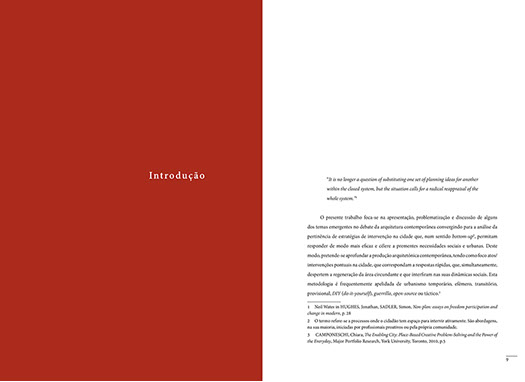 Introdução
"It is no longer a question of substituting one set of planning ideas for another
within the closed system, but the situation calls for a radical reappraisal of the
whole system."¹
O presente trabalho foca-se na apresentação, problematização e discussão de alguns
dos temas emergentes no debate da arquitetura contemporânea convergindo para a análise da
pertinência de estratégias de intervenção na cidade que, num sentido bottom-up², permitam
responder de modo mais eficaz e célere a prementes necessidades sociais e urbanas. Deste
modo, pretende-se aprofundar a produção arquitetónica contemporânea, tendo como foco atos/
intervenções pontuais na cidade, que correspondam a respostas rápidas, que, simultaneamente,
despertem a regeneração da área circundante e que interfiram nas suas dinâmicas sociais. Esta
metodologia é frequentemente apelidada de urbanismo temporário, efémero, transitório,
provisional, DIY (do-it-yourself), guerrilla, open-source ou táctico.³
1 Neil Wates in HUGHES, Jonathan, SADLER, Simon, Non-plan: essays on freedom participation and
change in modern, p. 28
2 O termo refere-se a processos onde o cidadão tem espaço para intervir ativamente. São abordagens,
na sua maioria, iniciadas por profissionais proativos ou pela própria comunidade.
3 CAMPONESCHI, Chiara, The Enabling City. Place-Based Creative Problem-Solving and the Power of
the Everyday, Major Portfolio Research, York University, Toronto, 2010, p.5
9